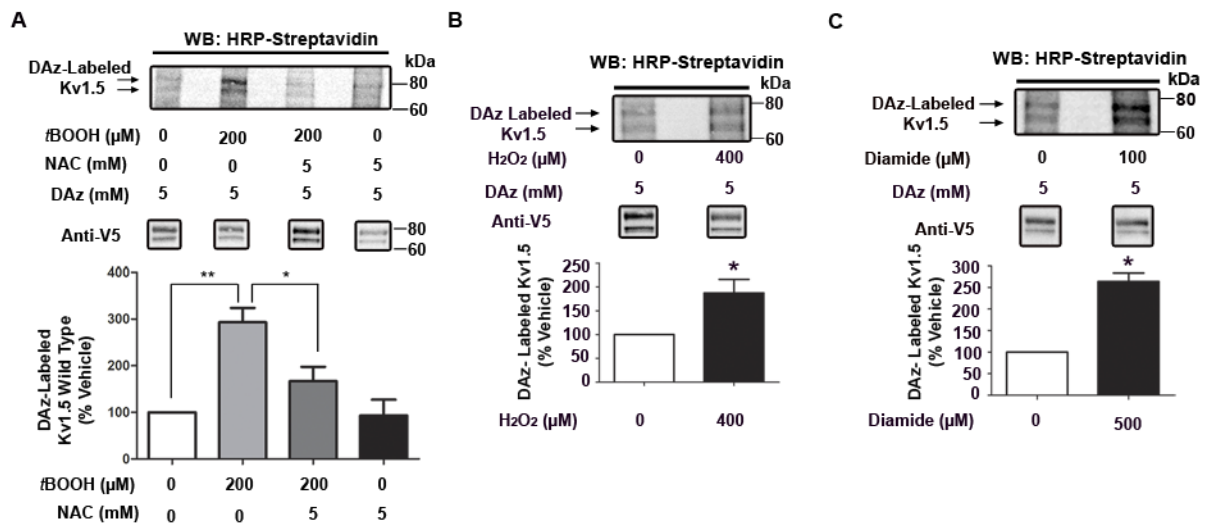 A
WB: HRP-Streptavidin
kDa
DAz-Labeled
Kv1.5
80
60
tBOOH (µM) 0 200 200 0
NAC (mM) 0 0 5 5
DAz (mM) 5 5 5 5
Anti-V5
80
60
DAz-Labeled
Kv1.5 Wild Type
(% Vehicle)
400
300
200
100
0
** *
tBOOH (µM) 0 200 200 0
NAC (mM) 0 0 5 5
B
WB: HRP-Streptavidin
kDa
DAz Labeled
Kv1.5
80
60
H2O2 (µM) 0 400
DAz (mM) 5 5
Anti-V5
DAz- Labeled Kv1.5
(% Vehicle)
250
200
150
100
50
0
*
H2O2 (µM) 0 400
C
WB: HRP-Streptavidin
kDa
DAz-Labeled
Kv1.5
80
60
Diamide (µM) 0 100
DAz (mM) 5 5
Anti-V5
DAz- Labeled Kv1.5
(% Vehicle)
300
250
200
150
100
50
0
*
Diamide (µM) 0 500